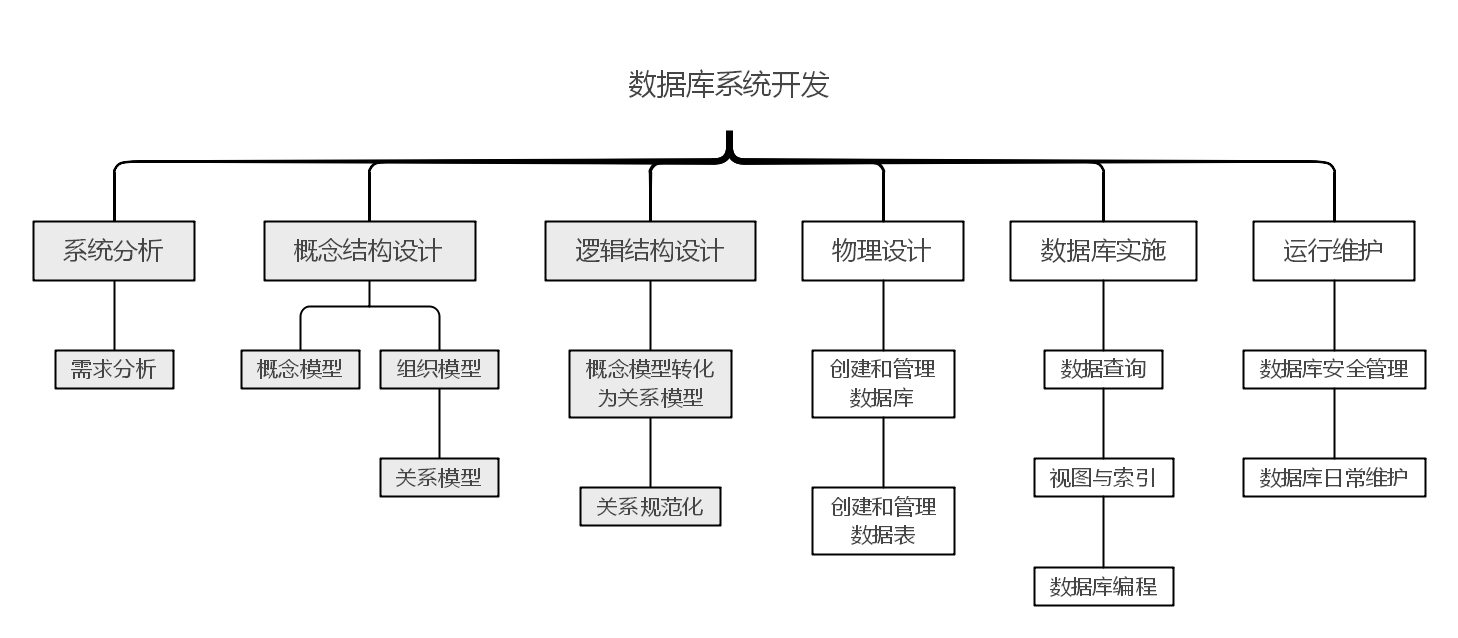 数据库系统开发
系统分析
概念结构设计
逻辑结构设计
物理设计
数据库实施
运行维护
需求分析
概念模型
组织模型
概念模型转化
为关系模型
创建和管理
数据库
数据查询
数据库安全管理
关系模型
关系规范化
创建和管理
数据表
视图与索引
数据库日常维护
数据库编程